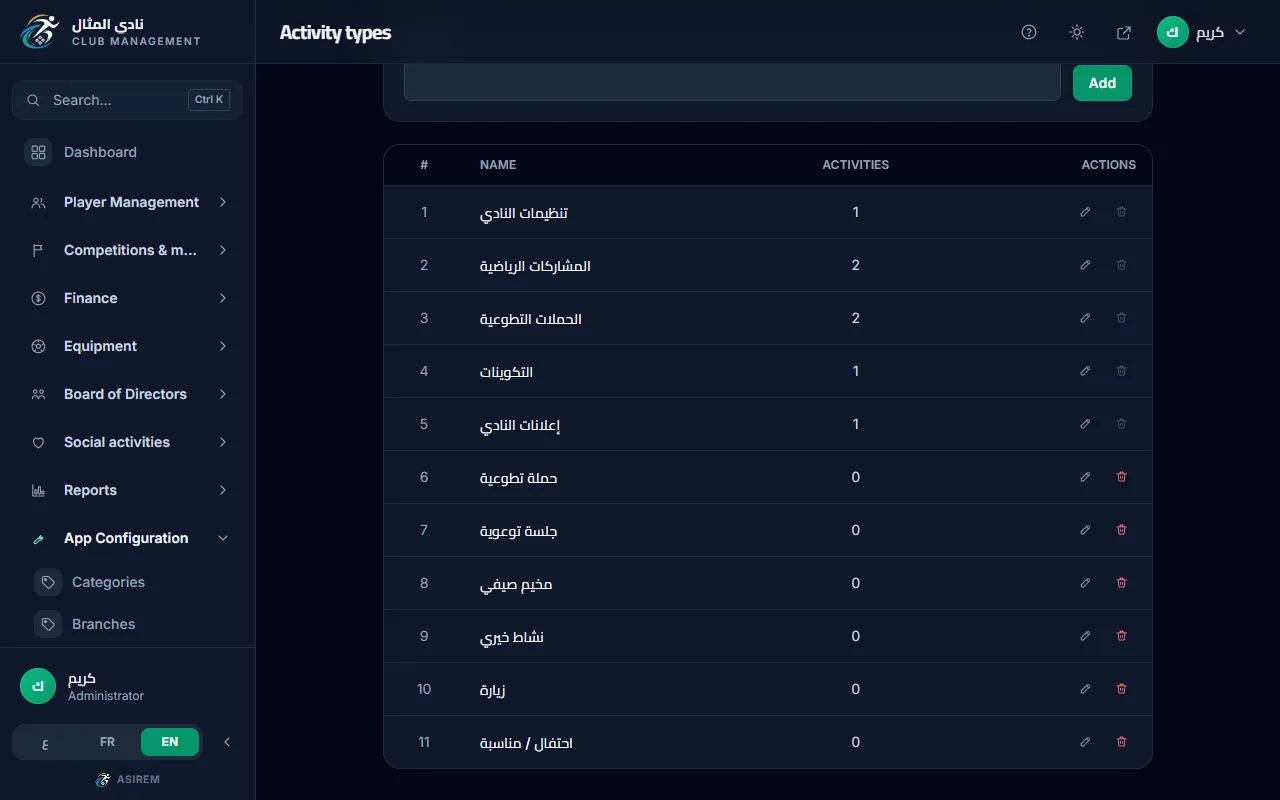 نادي المثال
CLUB MANAGEMENT
Search...
Ctrl K
Dashboard
Player Management
Competitions & m...
Finance
Equipment
Board of Directors
Social activities
Reports
App Configuration
Categories
Branches
ك
كريم
Administrator
ع
FR
EN
ASIREM
Activity types
ك
كريم
Add
# NAME ACTIVITIES ACTIONS
1 تنظيمات النادي 1
2 المشاركات الرياضية 2
3 الحملات التطوعية 2
4 التكوينات 1
5 إعلانات النادي 1
6 حملة تطوعية 0
7 جلسة توعوية 0
8 مخيم صيفي 0
9 نشاط خيري 0
10 زيارة 0
11 احتفال / مناسبة 0